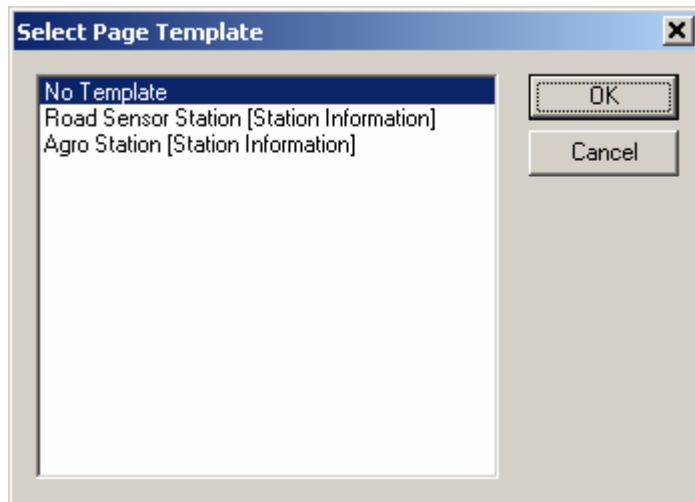 Select Page Template
No Template
Road Sensor Station [Station Information]
Agro Station [Station Information]
OK
Cancel